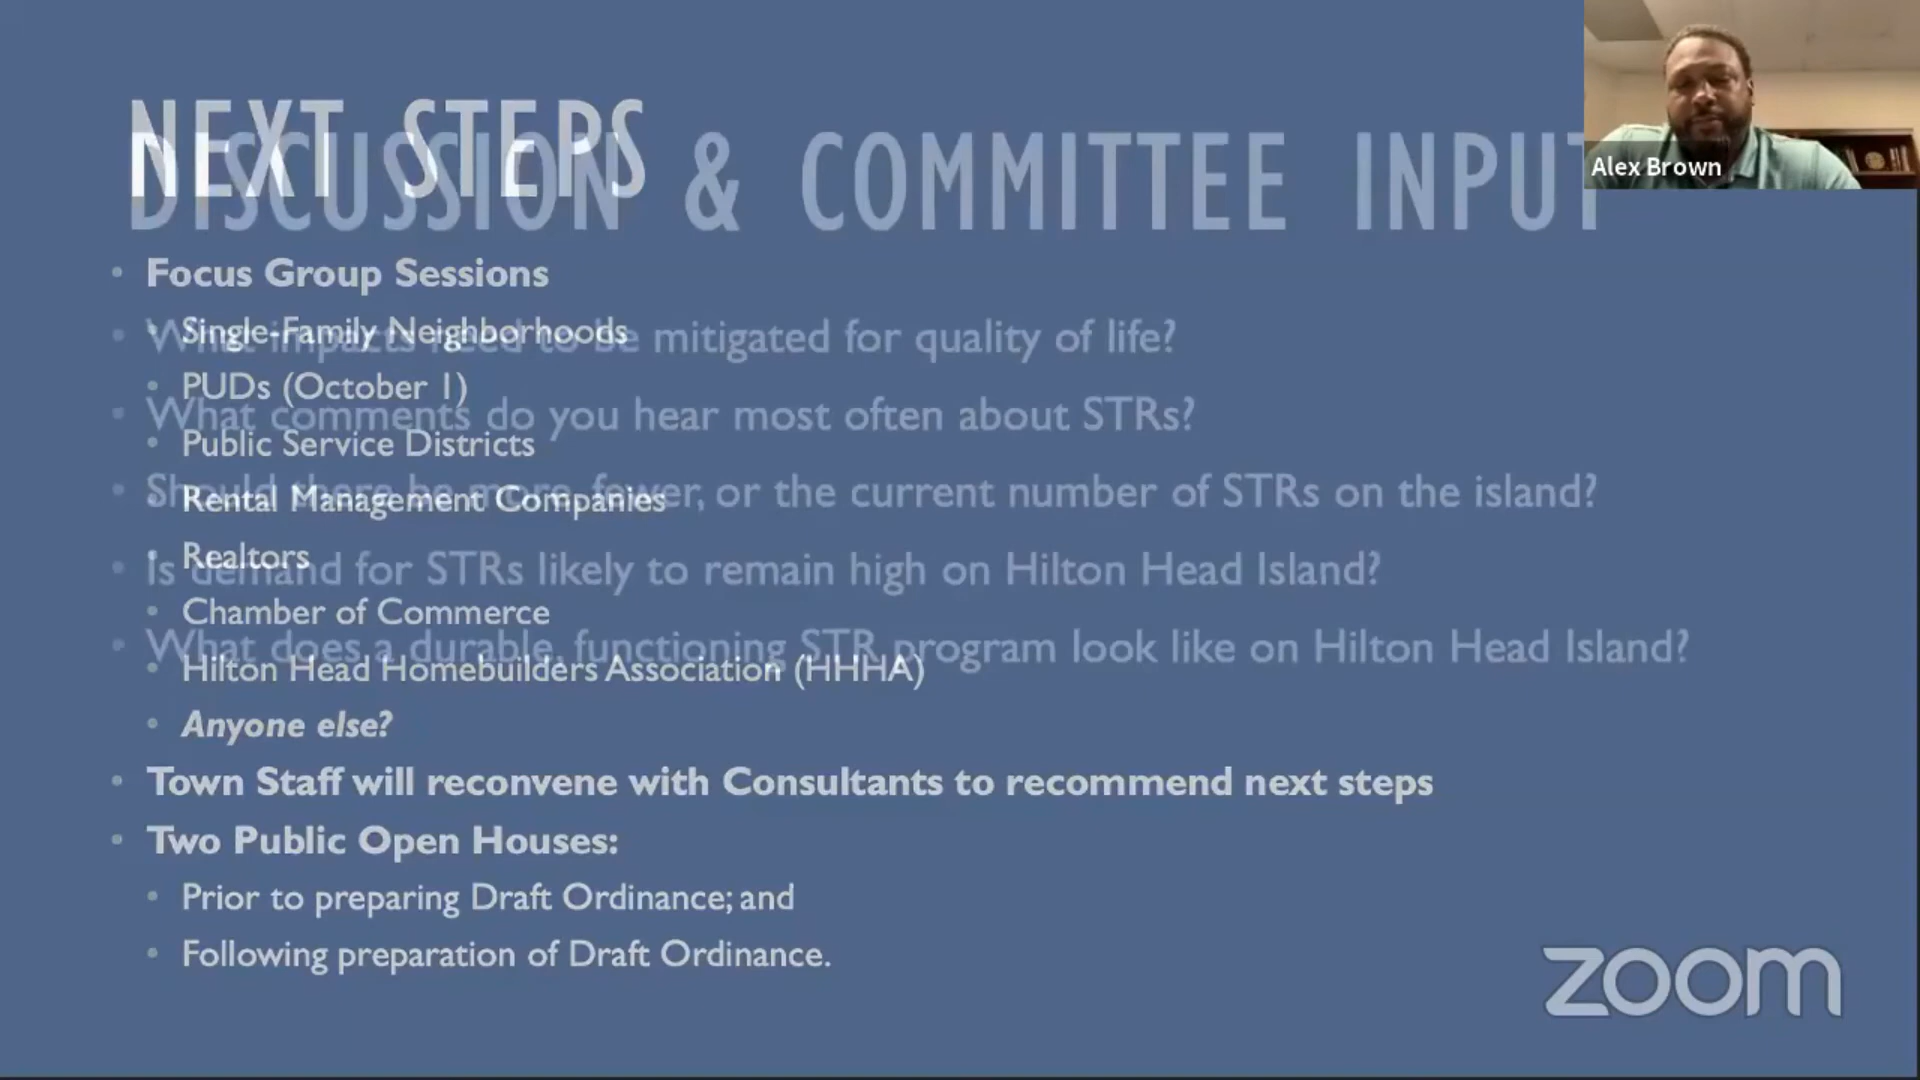 NEXT STEPS
DISCUSSION & COMMITTEE INPUT
Alex Brown
• Focus Group Sessions
• Single-Family Neighborhoods
• What impacts need to be mitigated for quality of life?
• PUDs (October 1)
• What comments do you hear most often about STRs?
• Public Service Districts
• Should there be more, fewer, or the current number of STRs on the island?
• Rental Management Companies
• Realtors
• Is demand for STRs likely to remain high on Hilton Head Island?
• Chamber of Commerce
• What does a durable, functioning STR program look like on Hilton Head Island?
• Hilton Head Homebuilders Association (HHHA)
• Anyone else?
• Town Staff will reconvene with Consultants to recommend next steps
• Two Public Open Houses:
• Prior to preparing Draft Ordinance; and
• Following preparation of Draft Ordinance.
zoom